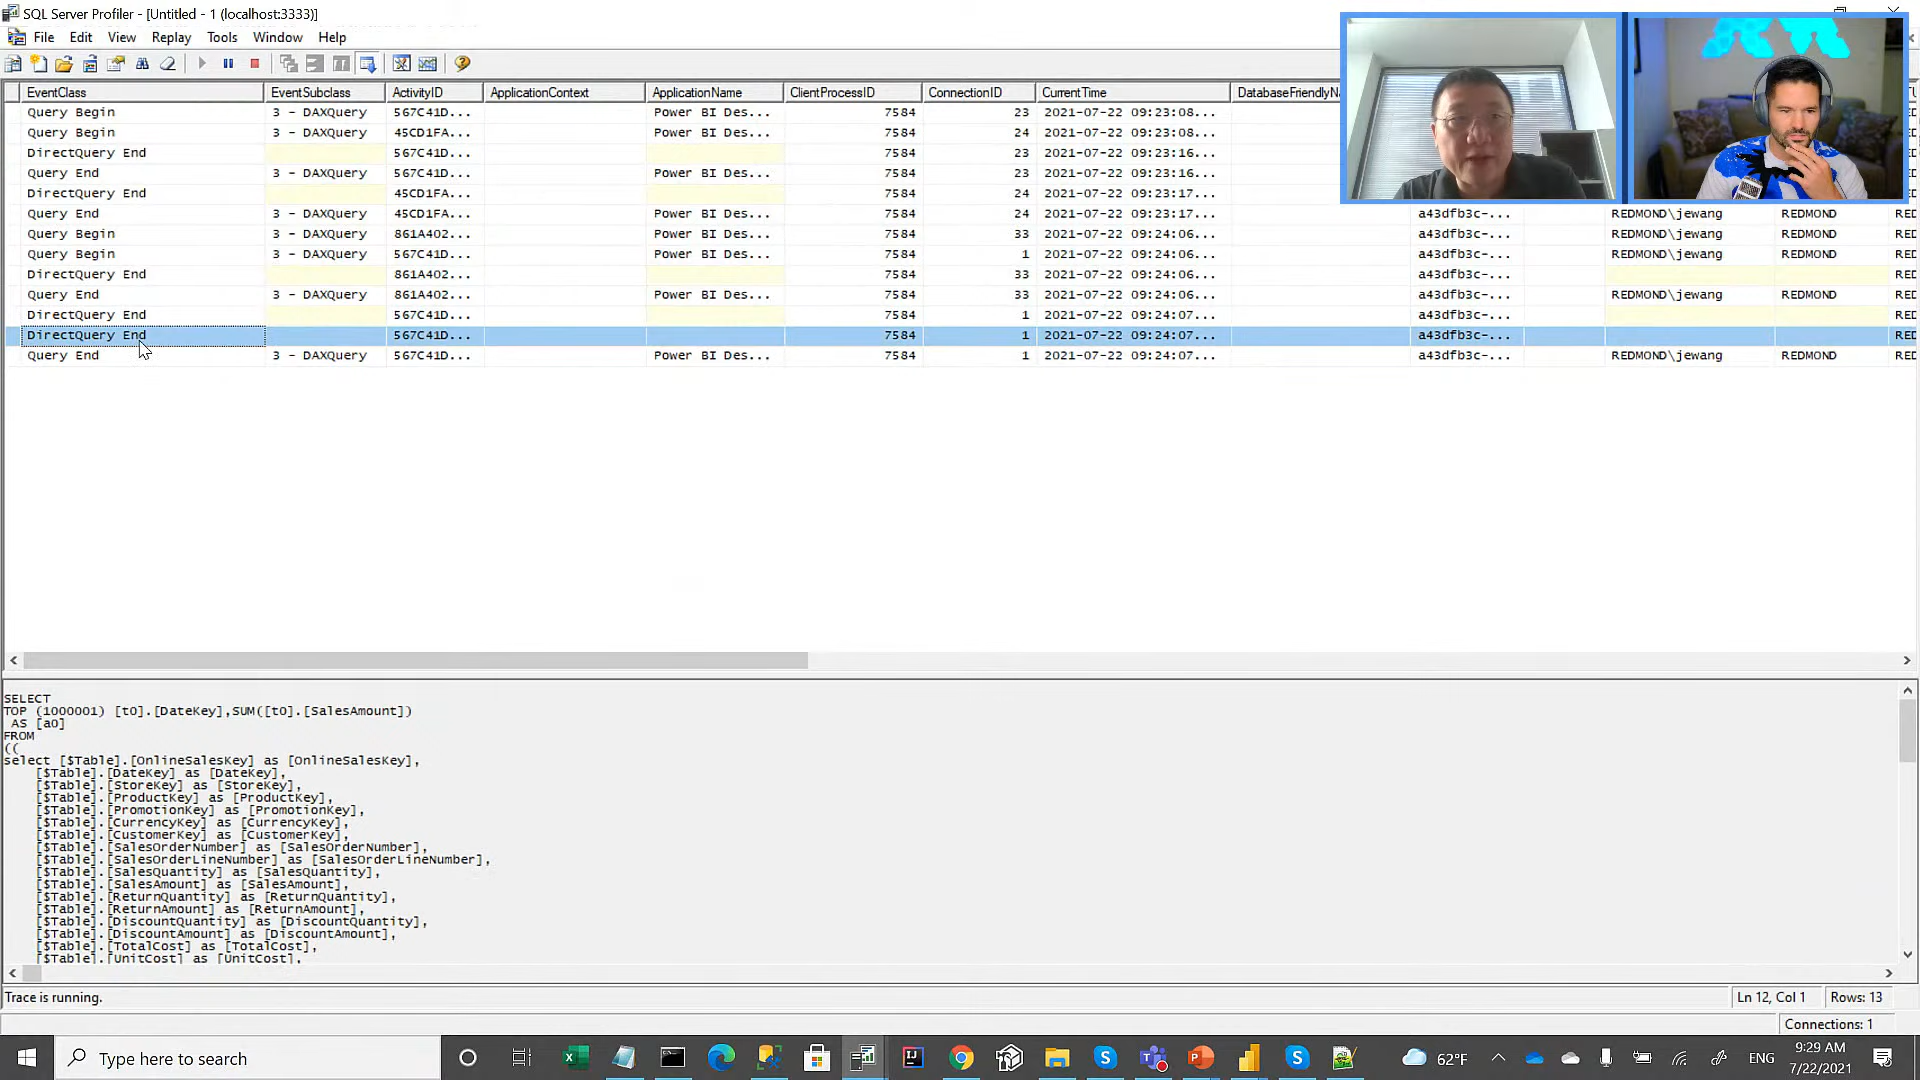 SQL Server Profiler - [Untitled - 1 (localhost:3333)]
File Edit View Replay Tools Window Help
EventClass EventSubclass ActivityID ApplicationContext ApplicationName ClientProcessID ConnectionID CurrentTime DatabaseFriendlyNa
Query Begin 3 - DAXQuery 567C41D... Power BI Des... 7584 23 2021-07-22 09:23:08...
Query Begin 3 - DAXQuery 45CD1FA... Power BI Des... 7584 24 2021-07-22 09:23:08...
DirectQuery End 567C41D... 7584 23 2021-07-22 09:23:16...
Query End 3 - DAXQuery 567C41D... Power BI Des... 7584 23 2021-07-22 09:23:16...
DirectQuery End 45CD1FA... 7584 24 2021-07-22 09:23:17...
Query End 3 - DAXQuery 45CD1FA... Power BI Des... 7584 24 2021-07-22 09:23:17... a43dfb3c-... REDMOND\jewang REDMOND RED
Query Begin 3 - DAXQuery 861A402... Power BI Des... 7584 33 2021-07-22 09:24:06... a43dfb3c-... REDMOND\jewang REDMOND RED
Query Begin 3 - DAXQuery 567C41D... Power BI Des... 7584 1 2021-07-22 09:24:06... a43dfb3c-... REDMOND\jewang REDMOND RED
DirectQuery End 861A402... 7584 33 2021-07-22 09:24:06... a43dfb3c-... RED
Query End 3 - DAXQuery 861A402... Power BI Des... 7584 33 2021-07-22 09:24:06... a43dfb3c-... REDMOND\jewang REDMOND RED
DirectQuery End 567C41D... 7584 1 2021-07-22 09:24:07... a43dfb3c-... RED
DirectQuery End 567C41D... 7584 1 2021-07-22 09:24:07... a43dfb3c-... RED
Query End 3 - DAXQuery 567C41D... Power BI Des... 7584 1 2021-07-22 09:24:07... a43dfb3c-... REDMOND\jewang REDMOND RED
SELECT
TOP (1000001) [t0].[DateKey],SUM([t0].[SalesAmount])
AS [a0]
FROM
((
select [$Table].[OnlineSalesKey] as [OnlineSalesKey],
[$Table].[DateKey] as [DateKey],
[$Table].[StoreKey] as [StoreKey],
[$Table].[ProductKey] as [ProductKey],
[$Table].[PromotionKey] as [PromotionKey],
[$Table].[CurrencyKey] as [CurrencyKey],
[$Table].[CustomerKey] as [CustomerKey],
[$Table].[SalesOrderNumber] as [SalesOrderNumber],
[$Table].[SalesOrderLineNumber] as [SalesOrderLineNumber],
[$Table].[SalesQuantity] as [SalesQuantity],
[$Table].[SalesAmount] as [SalesAmount],
[$Table].[ReturnQuantity] as [ReturnQuantity],
[$Table].[ReturnAmount] as [ReturnAmount],
[$Table].[DiscountQuantity] as [DiscountQuantity],
[$Table].[DiscountAmount] as [DiscountAmount],
[$Table].[TotalCost] as [TotalCost],
[$Table].[UnitCost] as [UnitCost],
Trace is running. Ln 12, Col 1 Rows: 13
Connections: 1
Type here to search 62°F ENG 9:29 AM
7/22/2021